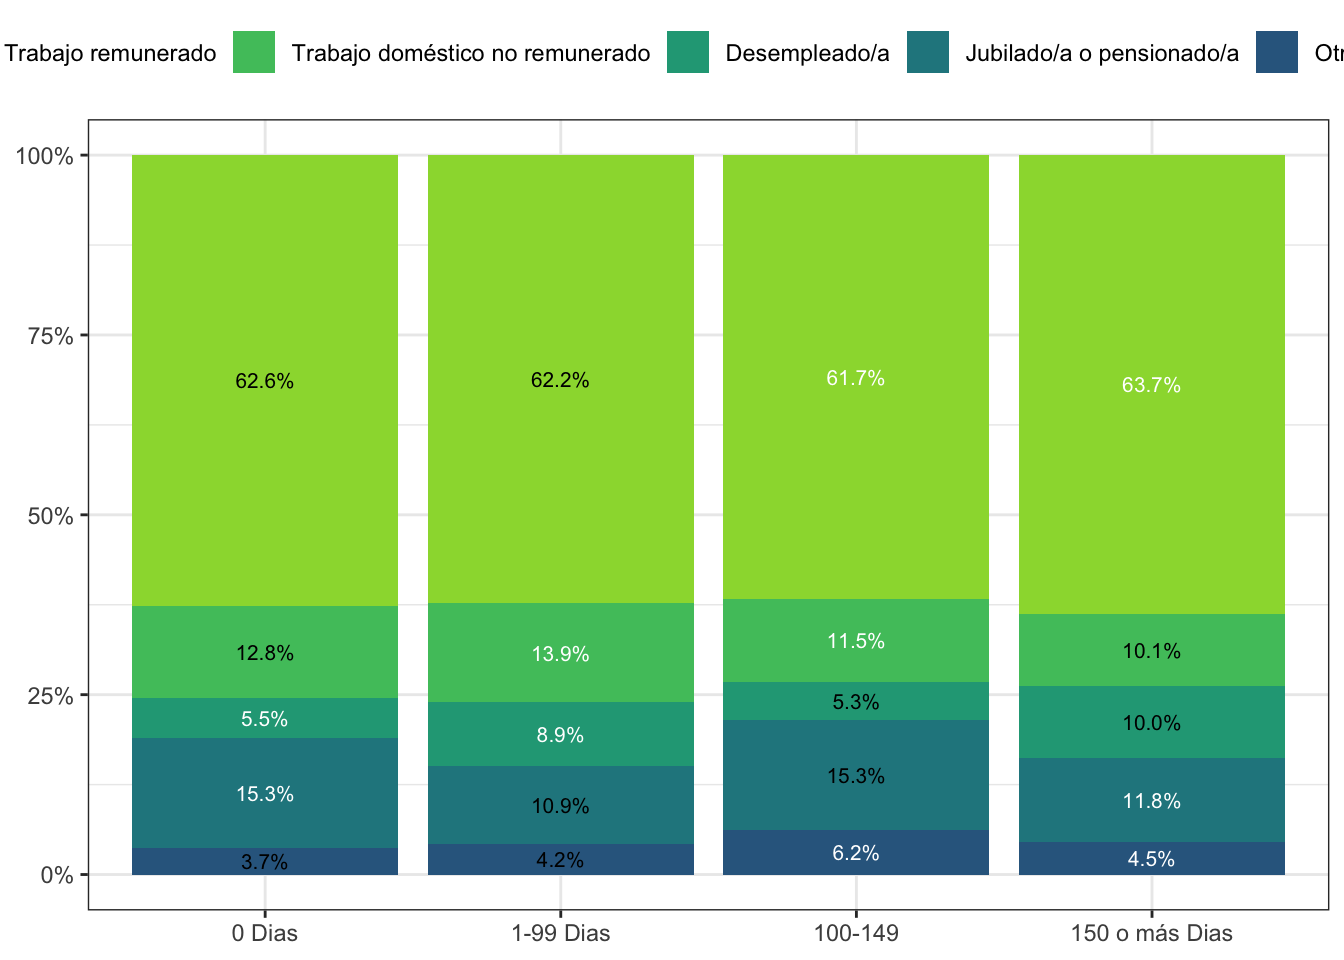 Trabajo remunerado Trabajo doméstico no remunerado Desempleado/a Jubilado/a o pensionado/a Otr
100%
75%
50%
25%
0%
62.6% 62.2% 61.7% 63.7%
12.8% 13.9% 11.5% 10.1%
5.5% 8.9% 5.3% 10.0%
15.3% 10.9% 15.3% 11.8%
3.7% 4.2% 6.2% 4.5%
0 Dias 1-99 Dias 100-149 150 o más Dias